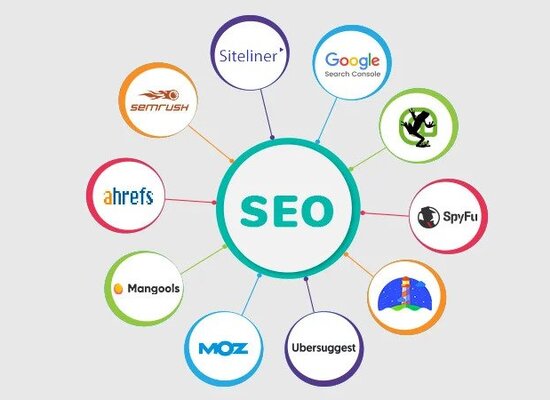 Siteliner
Google
Search Console
SEMRUSH
ahrefs
SEO
SpyFu
Mangools
MOZ
Ubersuggest